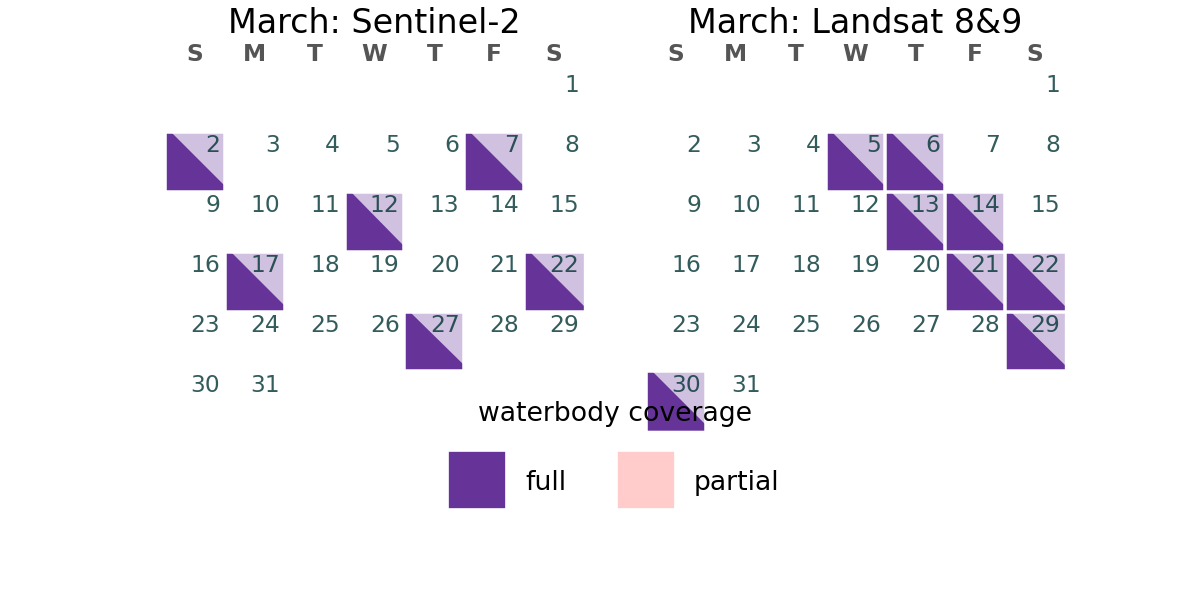 March: Sentinel-2
S M T W T F S
1
2 3 4 5 6 7 8
9 10 11 12 13 14 15
16 17 18 19 20 21 22
23 24 25 26 27 28 29
30 31
March: Landsat 8&9
S M T W T F S
1
2 3 4 5 6 7 8
9 10 11 12 13 14 15
16 17 18 19 20 21 22
23 24 25 26 27 28 29
30 31
waterbody coverage
full partial